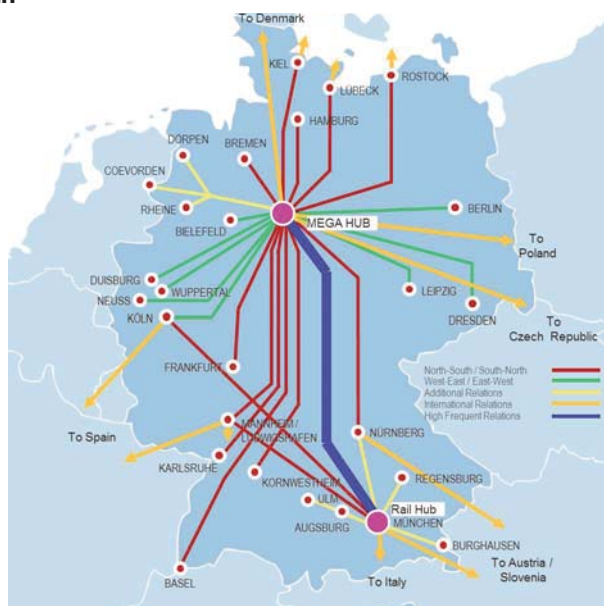 To Denmark
KIEL
LÜBECK
ROSTOCK
HAMBURG
DÖRPEN
BREMEN
COEVORDEN
RHEINE
BIELEFELD
MEGA HUB
BERLIN
To
Poland
DUISBURG
WUPPERTAL
NEUSS
KÖLN
LEIPZIG
DRESDEN
To
Czech Republic
FRANKFURT
North-South / South-North
West-East / East-West
Additional Relations
International Relations
High Frequent Relations
To Spain
MANNHEIM /
LUDWIGSHAFEN
NÜRNBERG
KARLSRUHE
KORNWESTHEIM
REGENSBURG
ULM
Rail Hub
AUGSBURG
MÜNCHEN
BURGHAUSEN
BASEL
To Italy
To Austria /
Slovenia